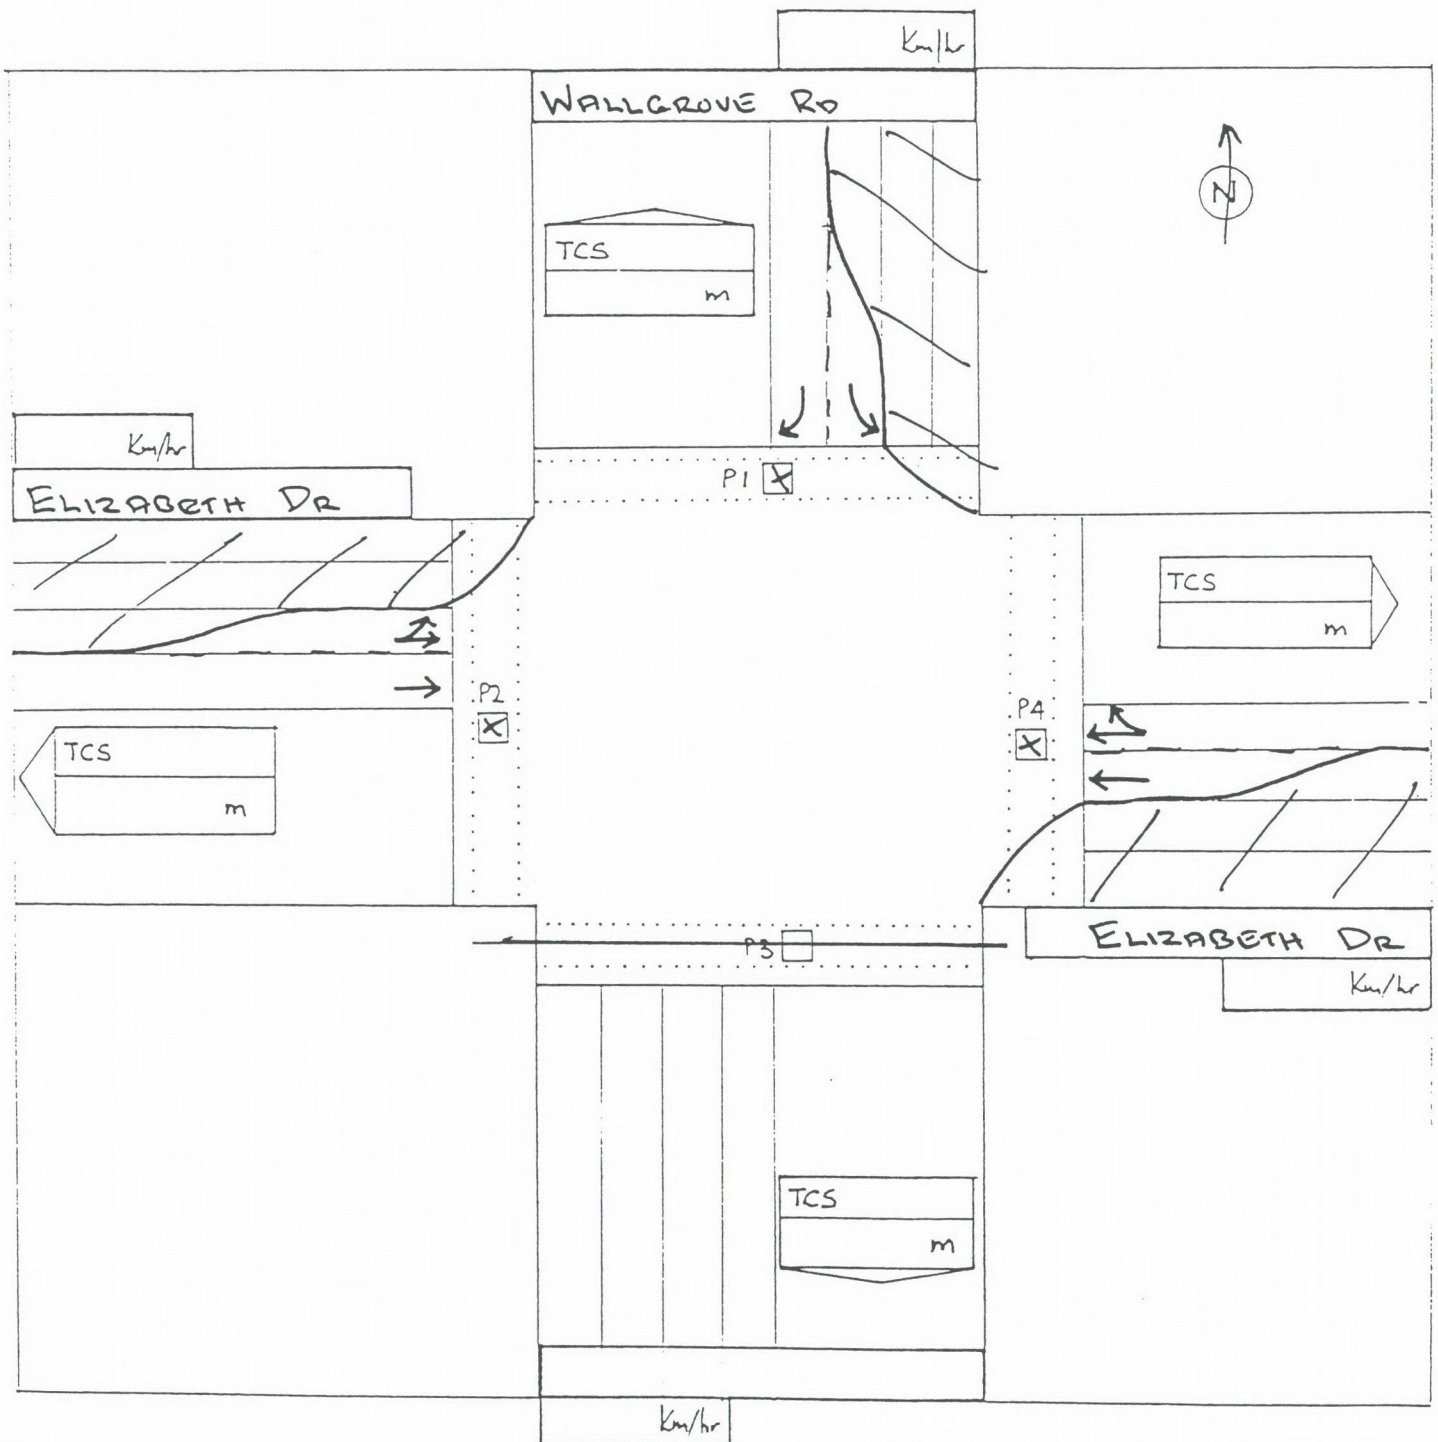 Km/hr
WALLGROVE RD
N
TCS
m
P1
Km/hr
ELIZABETH DR
TCS
m
P2
P4
TCS
m
P3
ELIZABETH DR
Km/hr
TCS
m
Km/hr